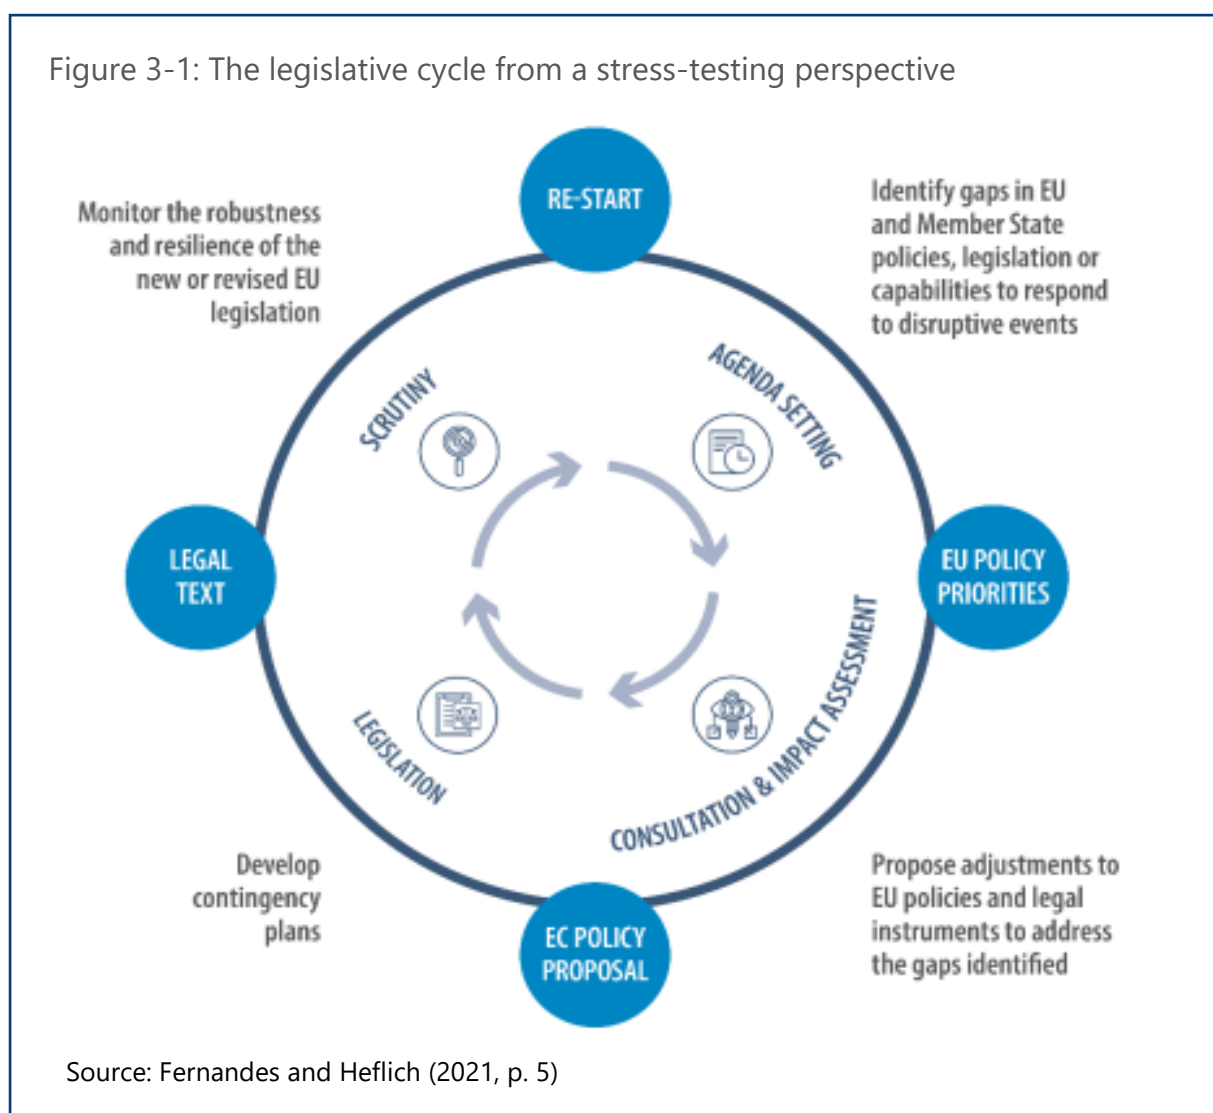 Figure 3-1: The legislative cycle from a stress-testing perspective
RE-START
Monitor the robustness
and resilience of the
new or revised EU
legislation
Identify gaps in EU
and Member State
policies, legislation or
capabilities to respond
to disruptive events
SCRUTINY
AGENDA SETTING
LEGAL
TEXT
EU POLICY
PRIORITIES
LEGISLATION
CONSULTATION & IMPACT ASSESSMENT
Develop
contingency
plans
EC POLICY
PROPOSAL
Propose adjustments to
EU policies and legal
instruments to address
the gaps identified
Source: Fernandes and Heflich (2021, p. 5)